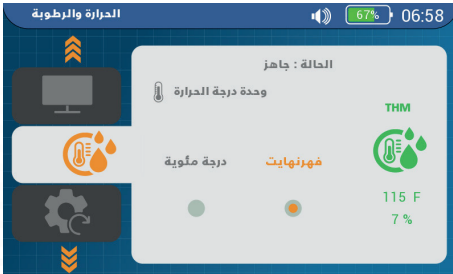 الحرارة والرطوبة
67%
06:58
الحالة : جاهز
وحدة درجة الحرارة
THM
فهرنهايت
درجة مئوية
115 F
7 %